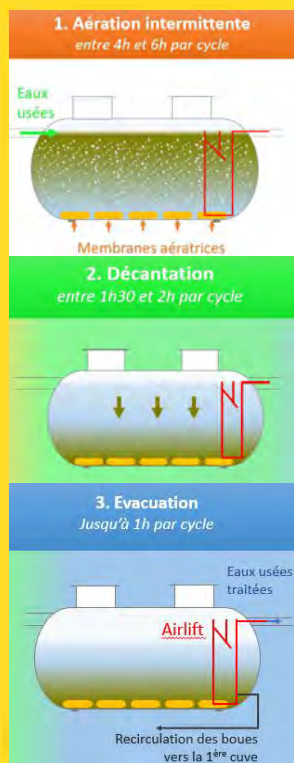 1. Aération intermittente
entre 4h et 6h par cycle
Eaux
usées
Membranes aératrices
2. Décantation
entre 1h30 et 2h par cycle
3. Evacuation
Jusqu'à 1h par cycle
Eaux usées
traitées
Airlift
Recirculation des boues
vers la 1ère cuve